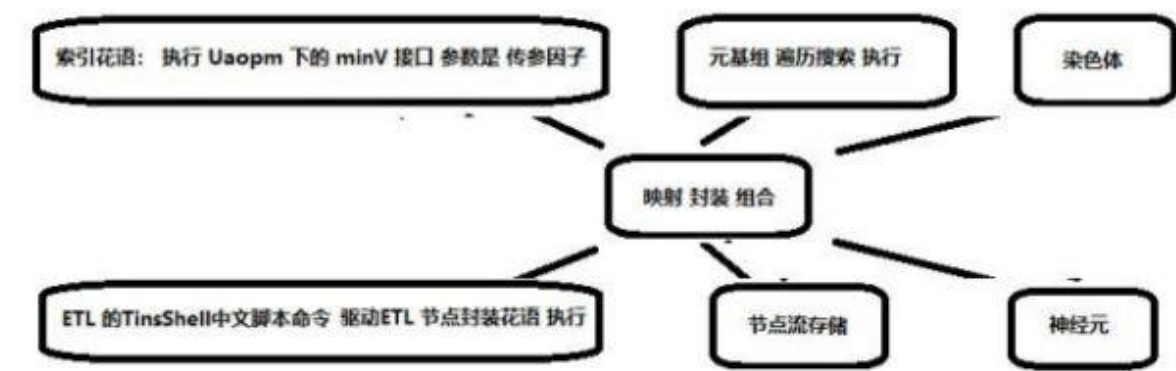 索引花语： 执行 Uaopm 下的 minV 接口 参数是 传参因子
元基组 遍历搜索 执行
染色体
映射 封装 组合
ETL 的TinsShell中文脚本命令 驱动ETL 节点封装花语 执行
节点流存储
神经元